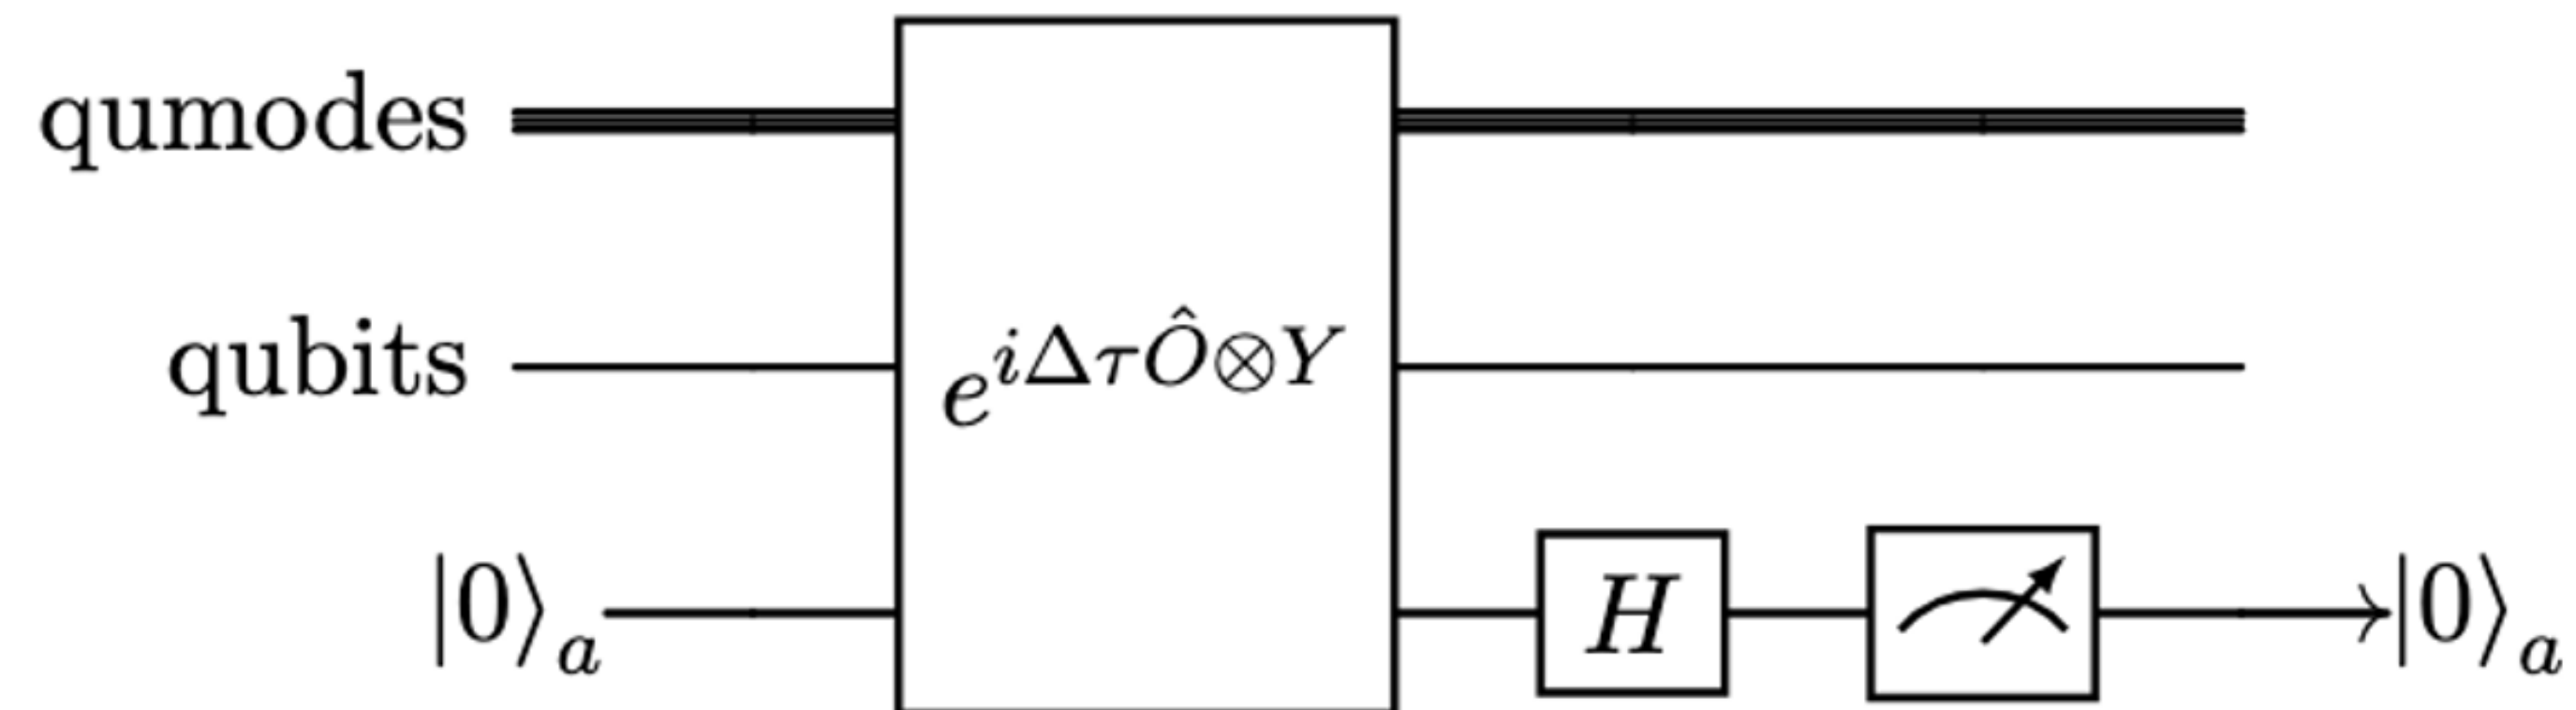 qumodes
qubits
e^{iΔτÔ⊗Y}
|0⟩_a
H
|0⟩_a